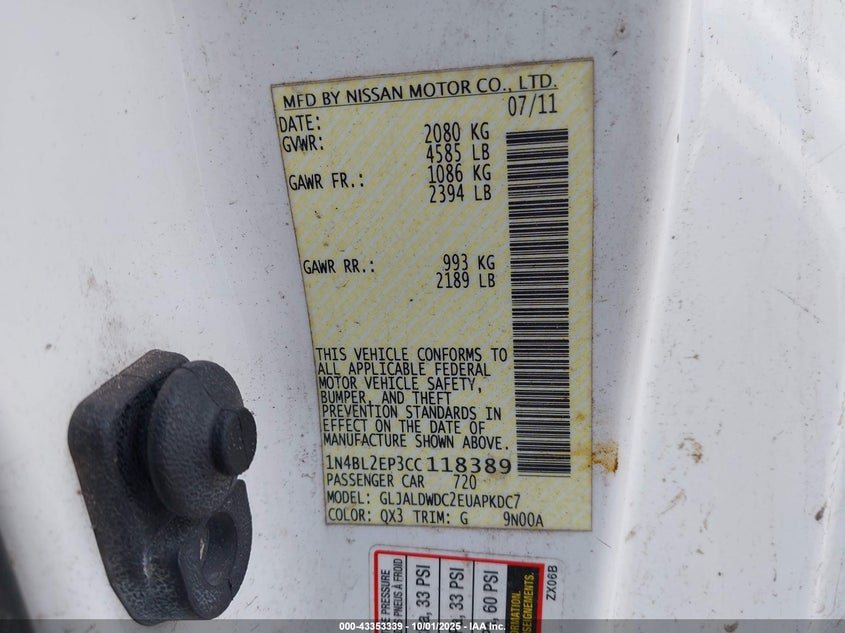 MFD BY NISSAN MOTOR CO., LTD.
DATE: 07/11
GVWR: 2080 KG
4585 LB
GAWR FR.: 1086 KG
2394 LB
GAWR RR.: 993 KG
2189 LB
THIS VEHICLE CONFORMS TO
ALL APPLICABLE FEDERAL
MOTOR VEHICLE SAFETY,
BUMPER, AND THEFT
PREVENTION STANDARDS IN
EFFECT ON THE DATE OF
MANUFACTURE SHOWN ABOVE.
1N4BL2EP3CC118389
PASSENGER CAR 720
MODEL: GLJALDWDC2EUAPKDC7
COLOR: QX3 TRIM: G 9N00A
PRESSURE
PNEUS À FROID
33 PSI
33 PSI
60 PSI
ZX06B
000-43353339 - 10/01/2025 - IAA Inc.